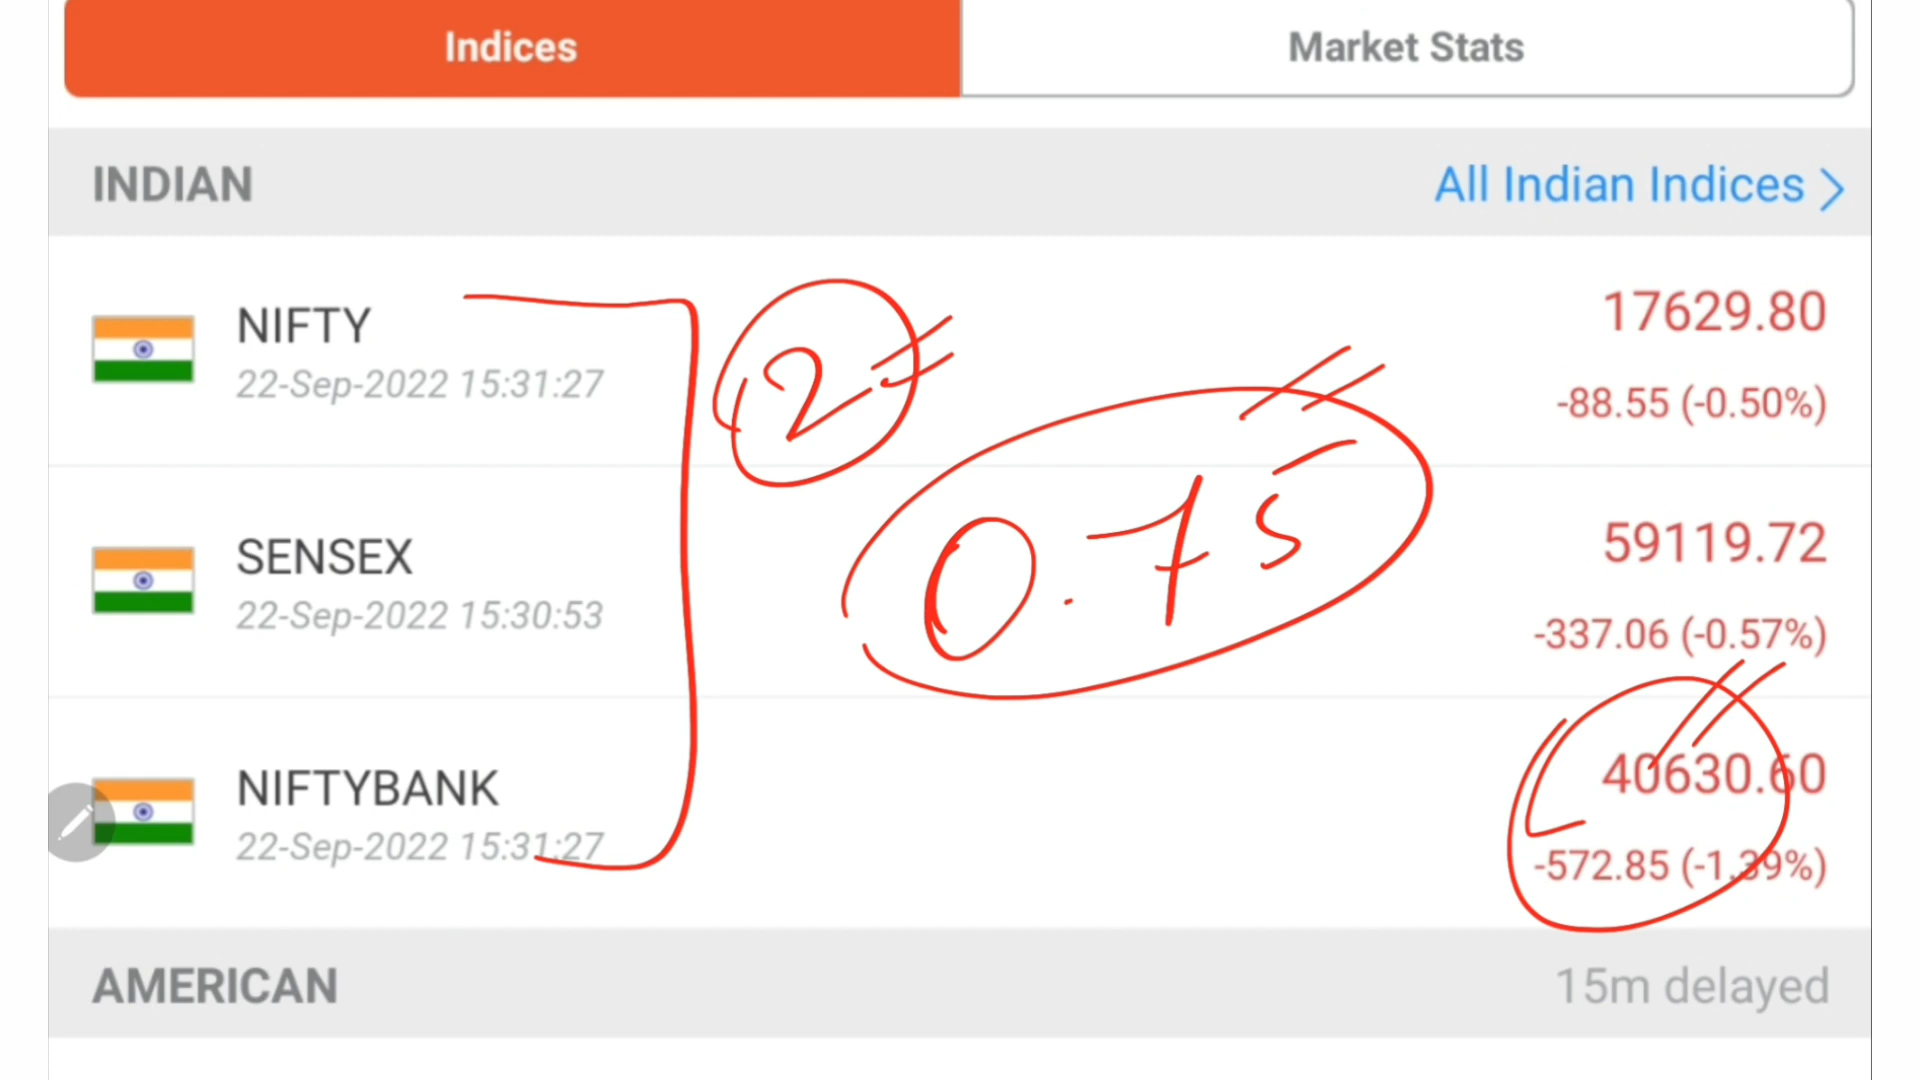 Indices
Market Stats
INDIAN
All Indian Indices >
NIFTY
17629.80
22-Sep-2022 15:31:27
-88.55 (-0.50%)
2
0.75
SENSEX
59119.72
22-Sep-2022 15:30:53
-337.06 (-0.57%)
NIFTYBANK
40630.60
22-Sep-2022 15:31:27
-572.85 (-1.39%)
AMERICAN
15m delayed